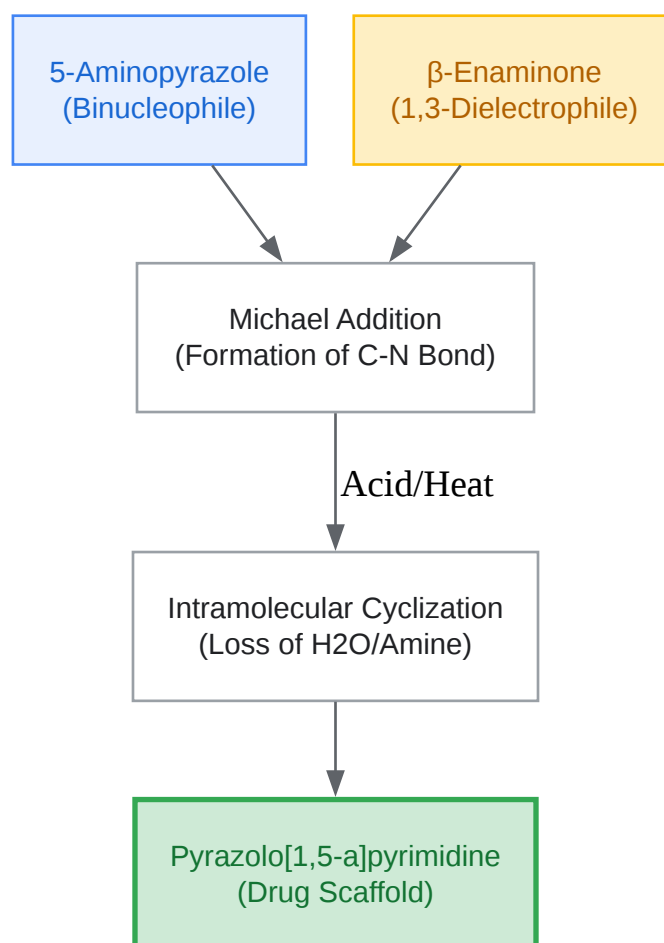 5-Aminopyrazole
(Binucleophile)
β-Enaminone
(1,3-Dielectrophile)
Michael Addition
(Formation of C-N Bond)
Acid/Heat
Intramolecular Cyclization
(Loss of H2O/Amine)
Pyrazolo[1,5-a]pyrimidine
(Drug Scaffold)